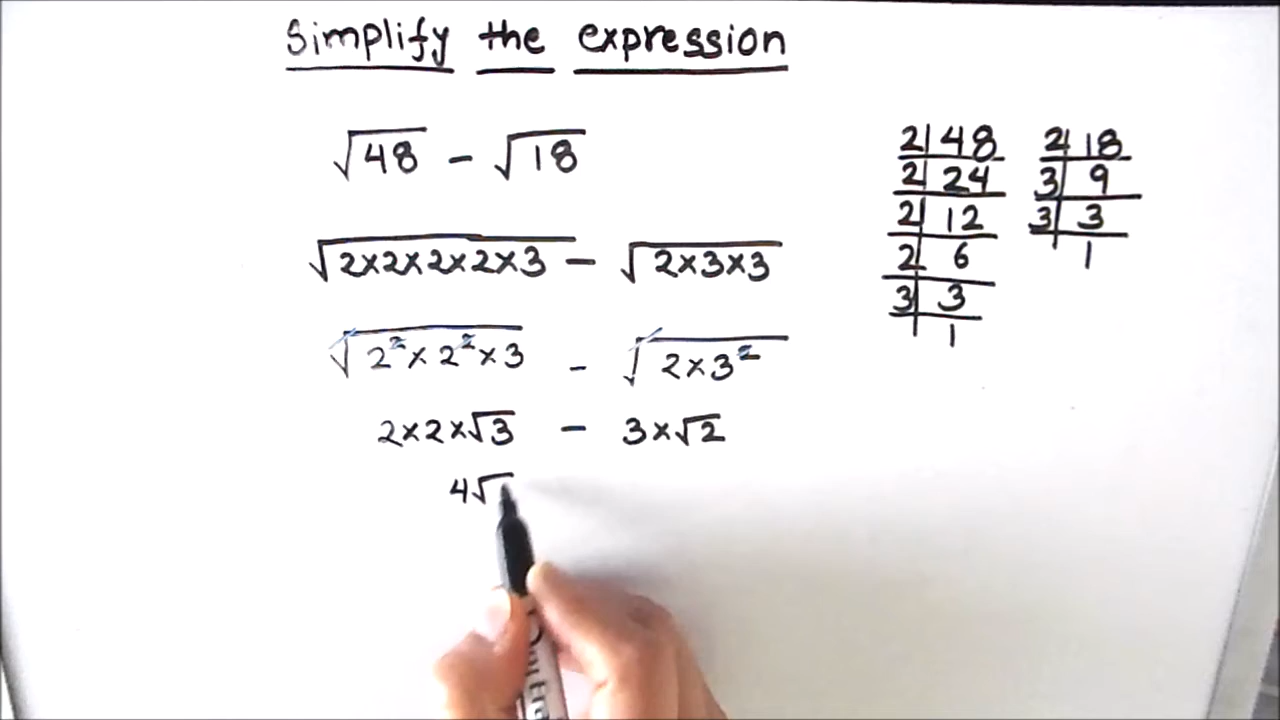 Simplify the expression
√48 − √18
√2×2×2×2×3 − √2×3×3
√2²×2²×3 − √2×3²
2×2×√3 − 3×√2
4√
2|48
2|24
2|12
2|6
3|3
1
2|18
3|9
3|3
1